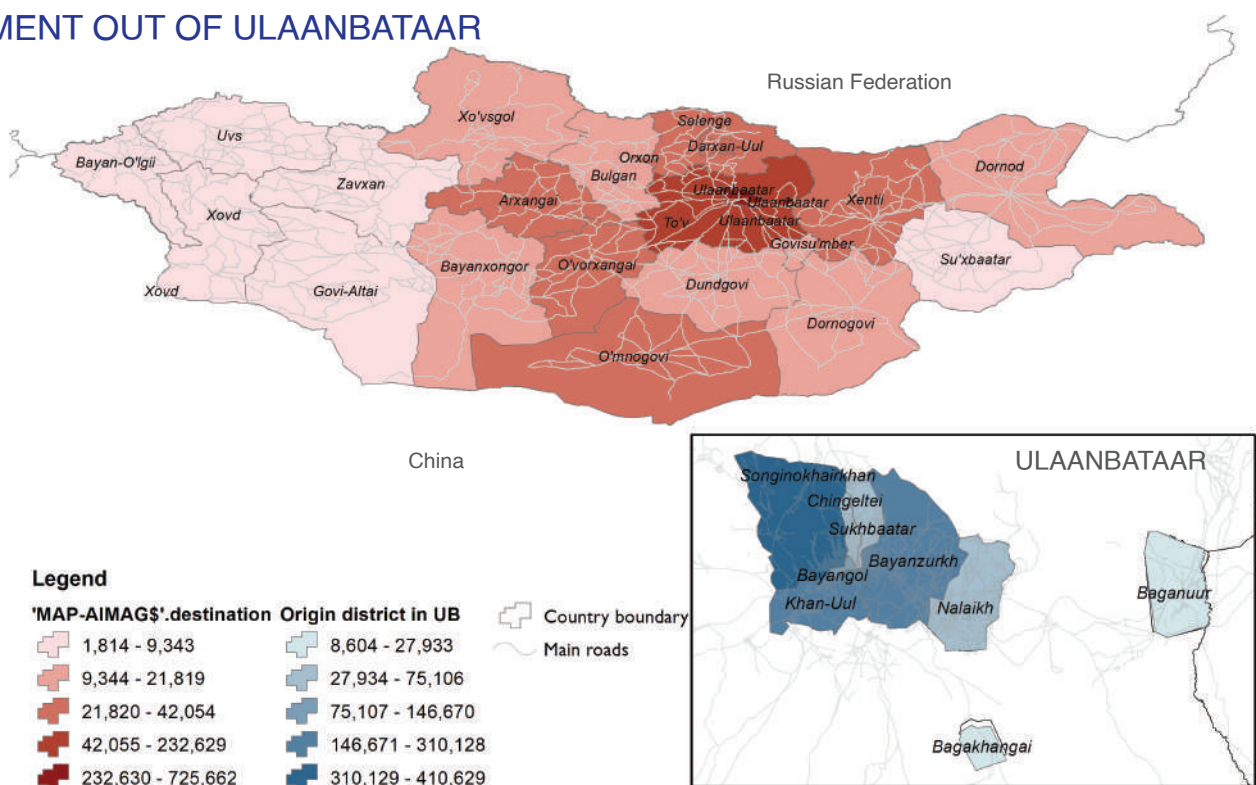 MENT OUT OF ULAANBATAAR
Russian Federation
Xo'vsgol
Selenge
Uvs
Darxan-Uul
Bayan-O'lgii
Orxon
Dornod
Bulgan
Zavxan
Ulaanbaatar
Ulaanbaatar
Xentii
Arxangai
Xovd
To'v
Ulaanbaatar
Govisu'mber
Su'xbaatar
Bayanxongor
O'vorxangai
Dundgovi
Xovd
Govi-Altai
Dornogovi
O'mnogovi
China
ULAANBATAAR
Songinokhairkhan
Chingeltei
Sukhbaatar
Bayanzurkh
Bayangol
Baganuur
Khan-Uul
Nalaikh
Bagakhangai
Legend
'MAP-AIMAG$'.destination
1,814 - 9,343
9,344 - 21,819
21,820 - 42,054
42,055 - 232,629
232,630 - 725,662
Origin district in UB
8,604 - 27,933
27,934 - 75,106
75,107 - 146,670
146,671 - 310,128
310,129 - 410,629
Country boundary
Main roads